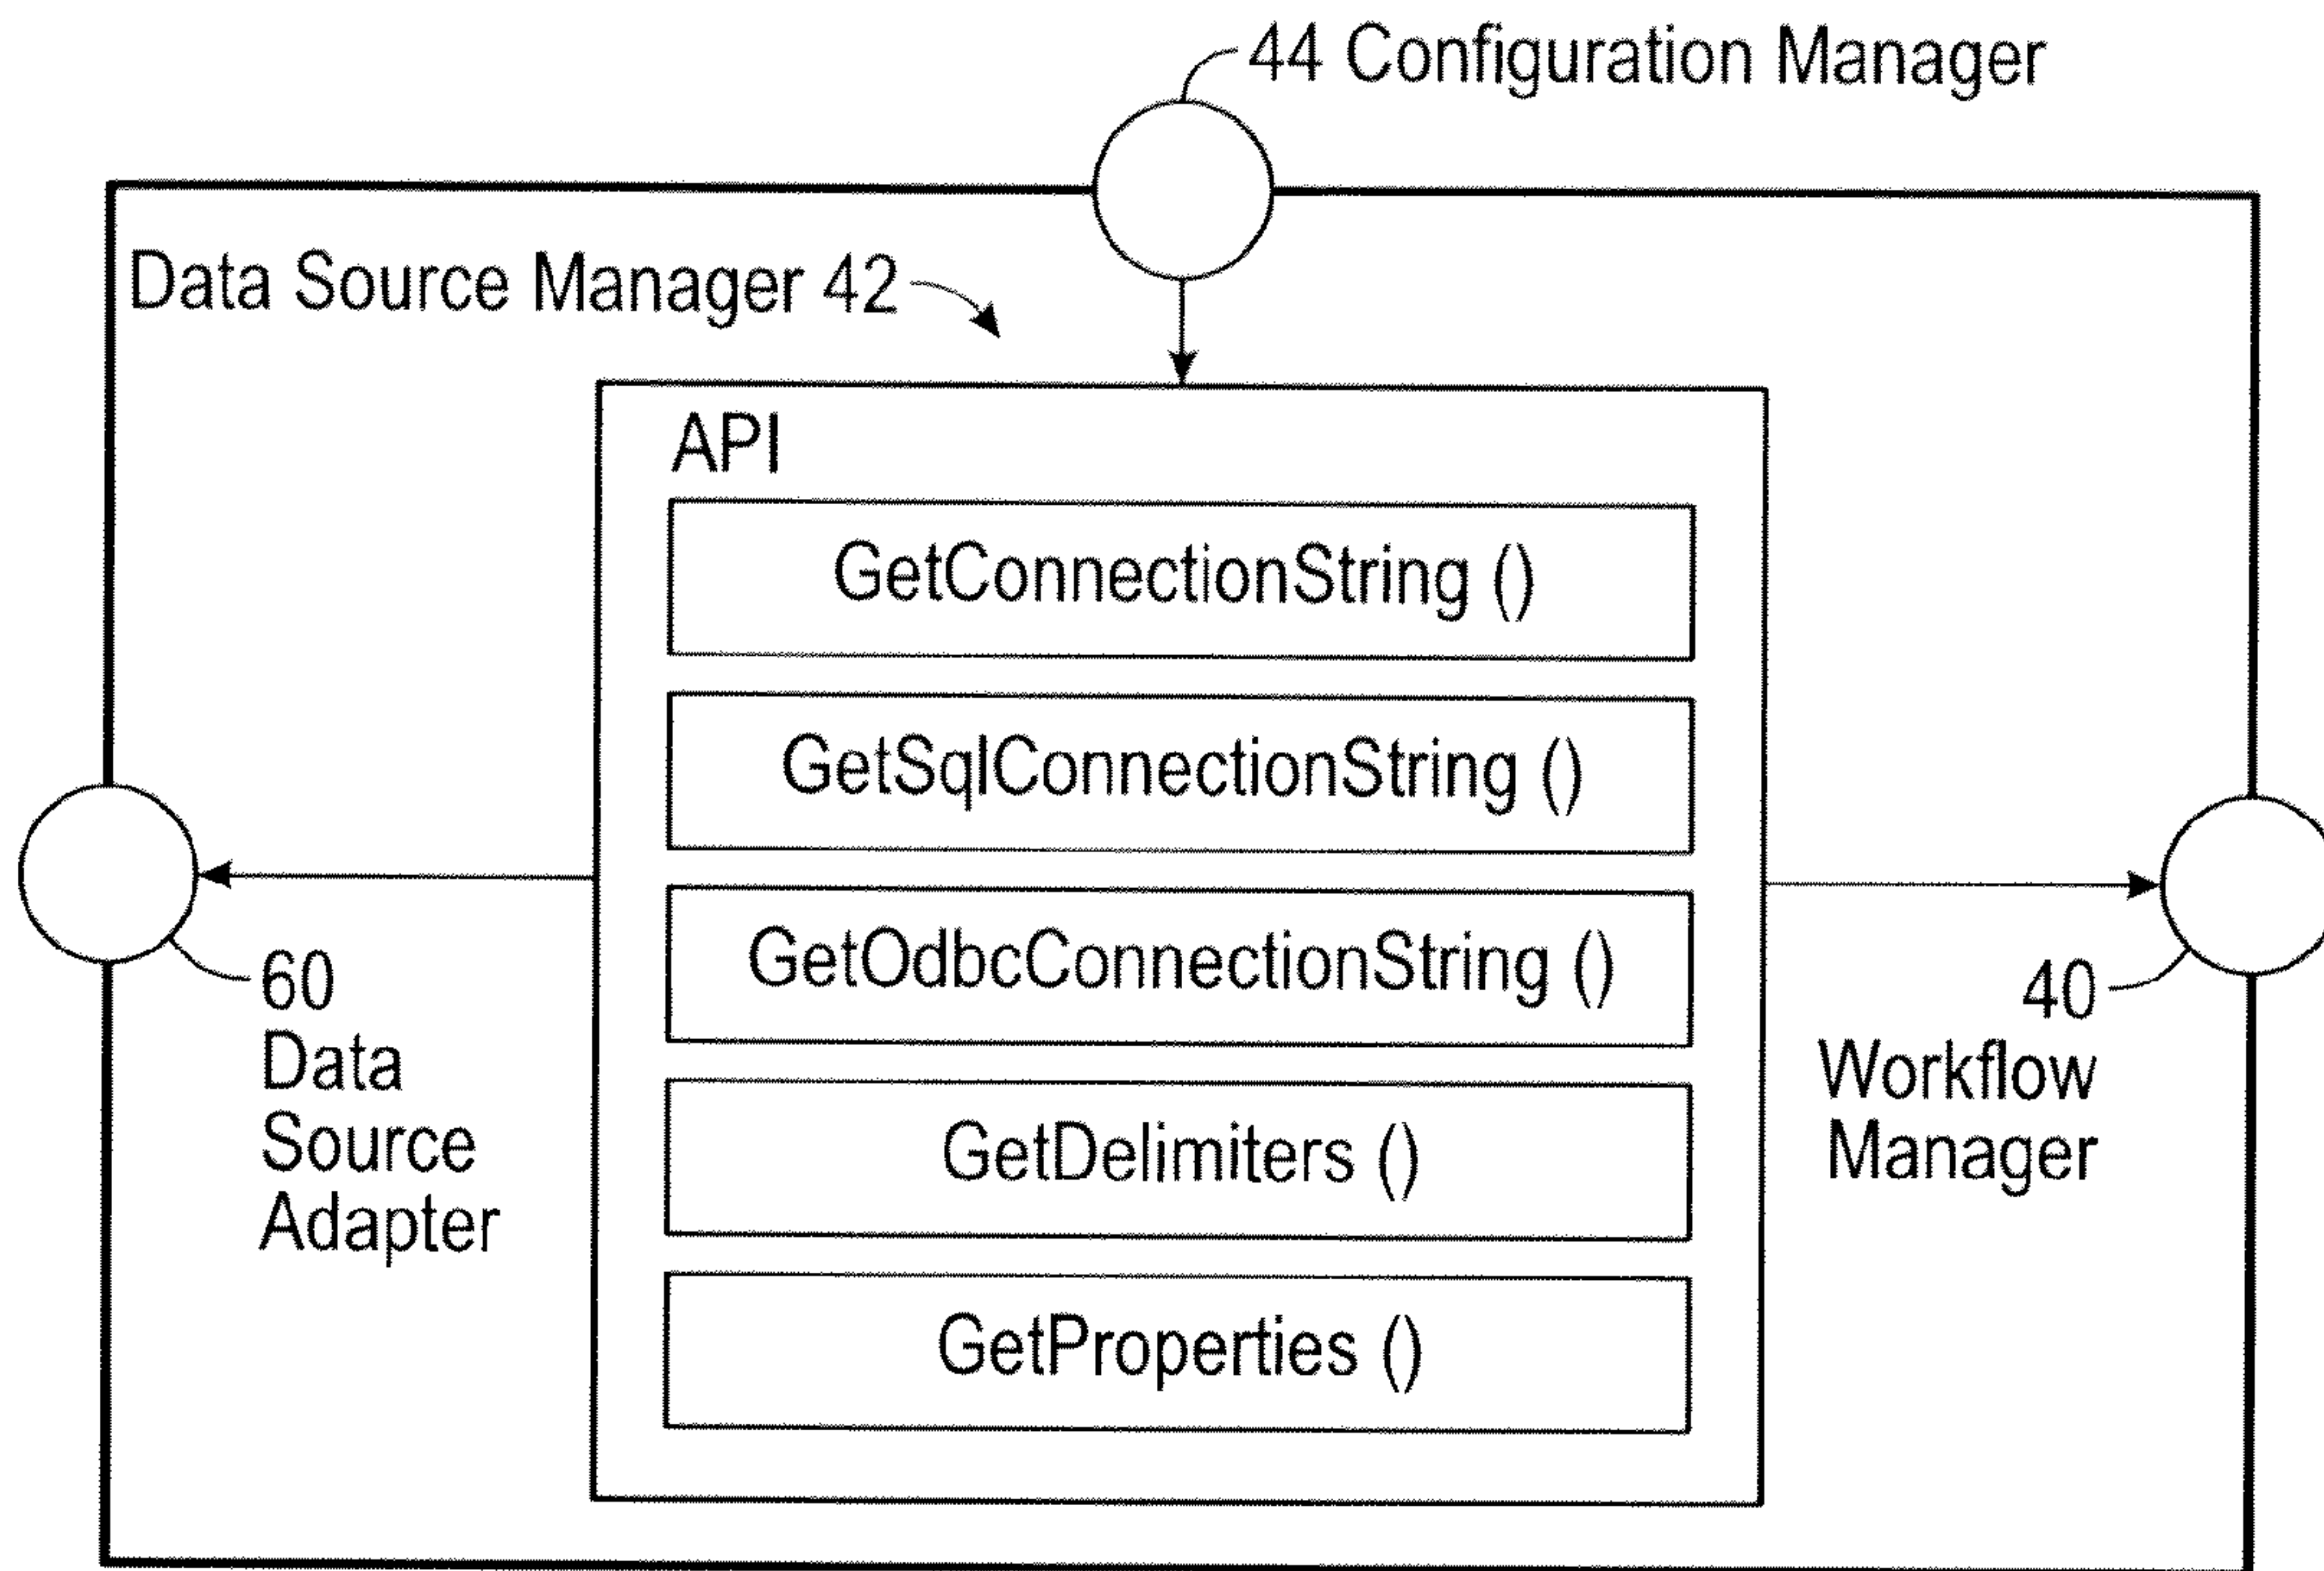 44 Configuration Manager
Data Source Manager 42
API
GetConnectionString ()
GetSqlConnectionString ()
GetOdbcConnectionString ()
GetDelimiters ()
GetProperties ()
60
Data
Source
Adapter
40
Workflow
Manager